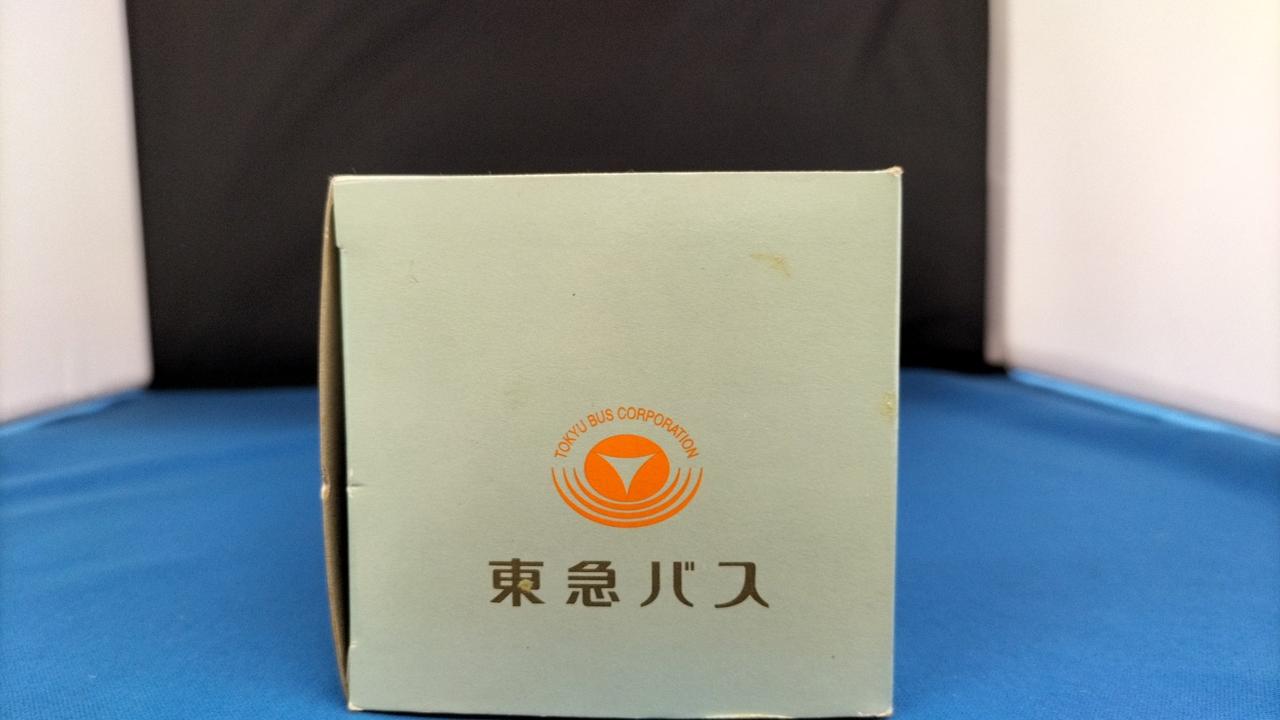 TOKYU BUS CORPORATION
東急バス